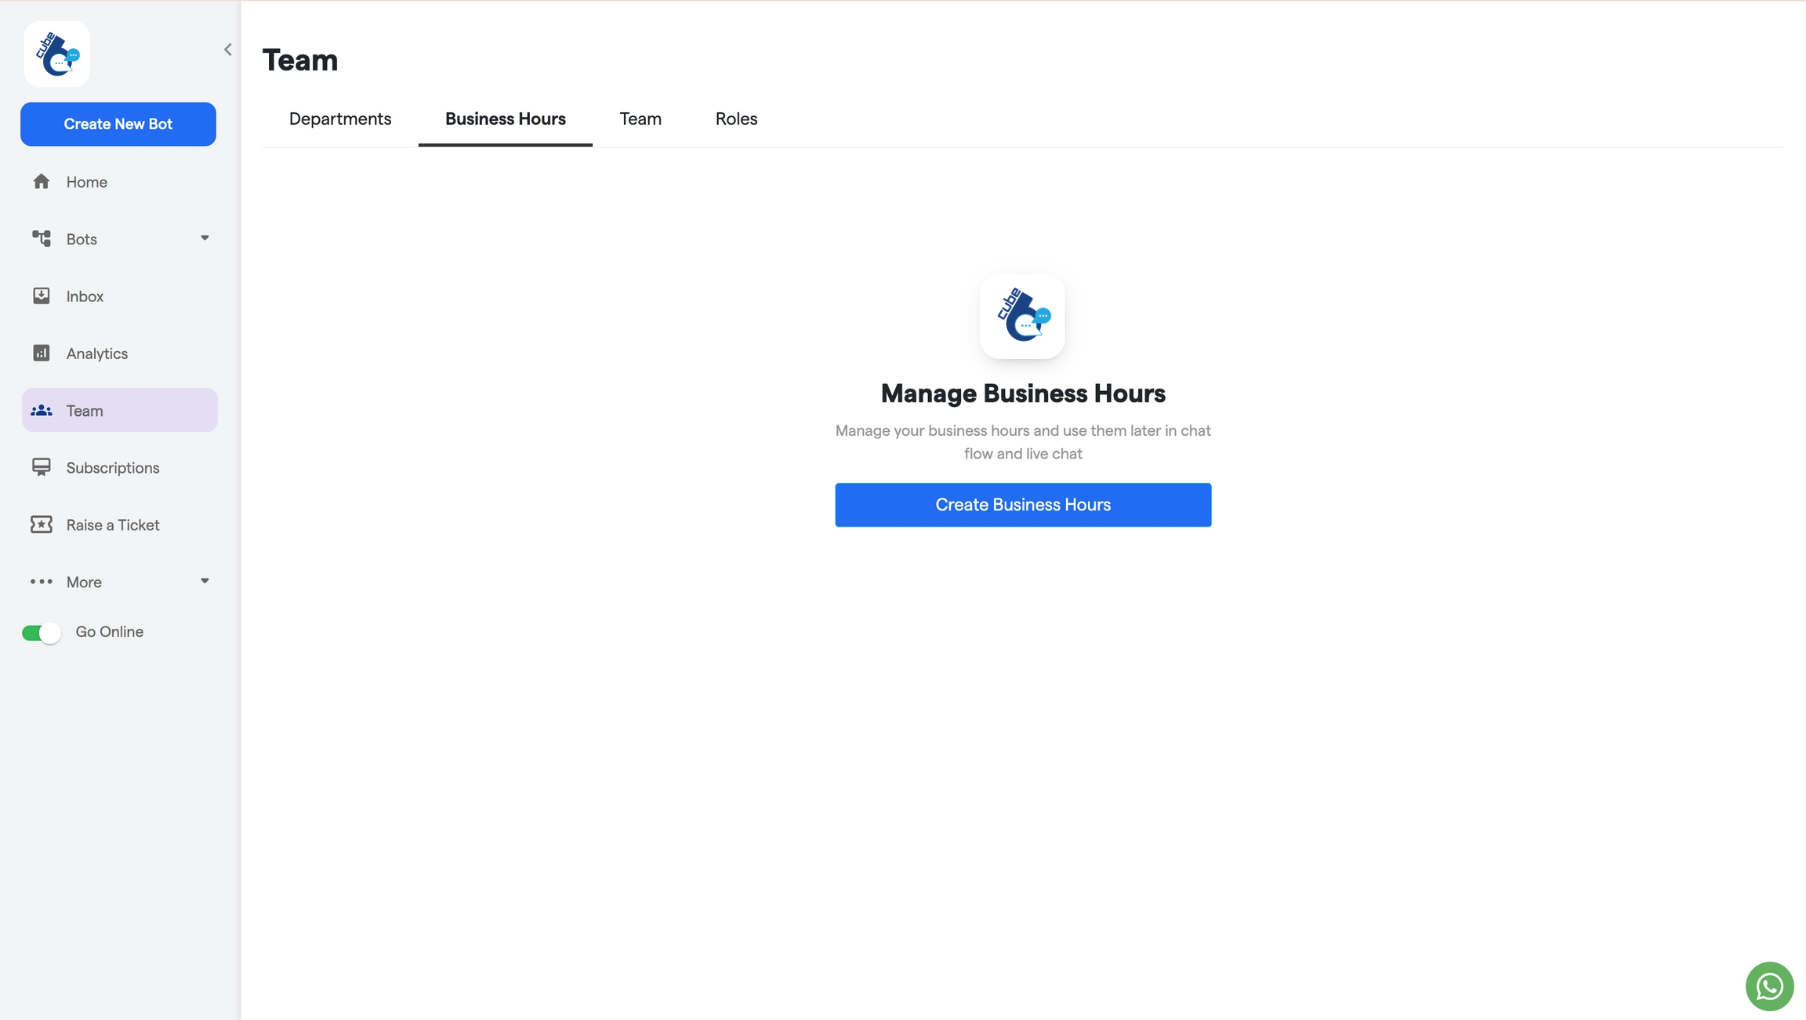 cube
Create New Bot
Home
Bots
Inbox
Analytics
Team
Subscriptions
Raise a Ticket
More
Go Online
Team
Departments
Business Hours
Team
Roles
cube
Manage Business Hours
Manage your business hours and use them later in chat
flow and live chat
Create Business Hours